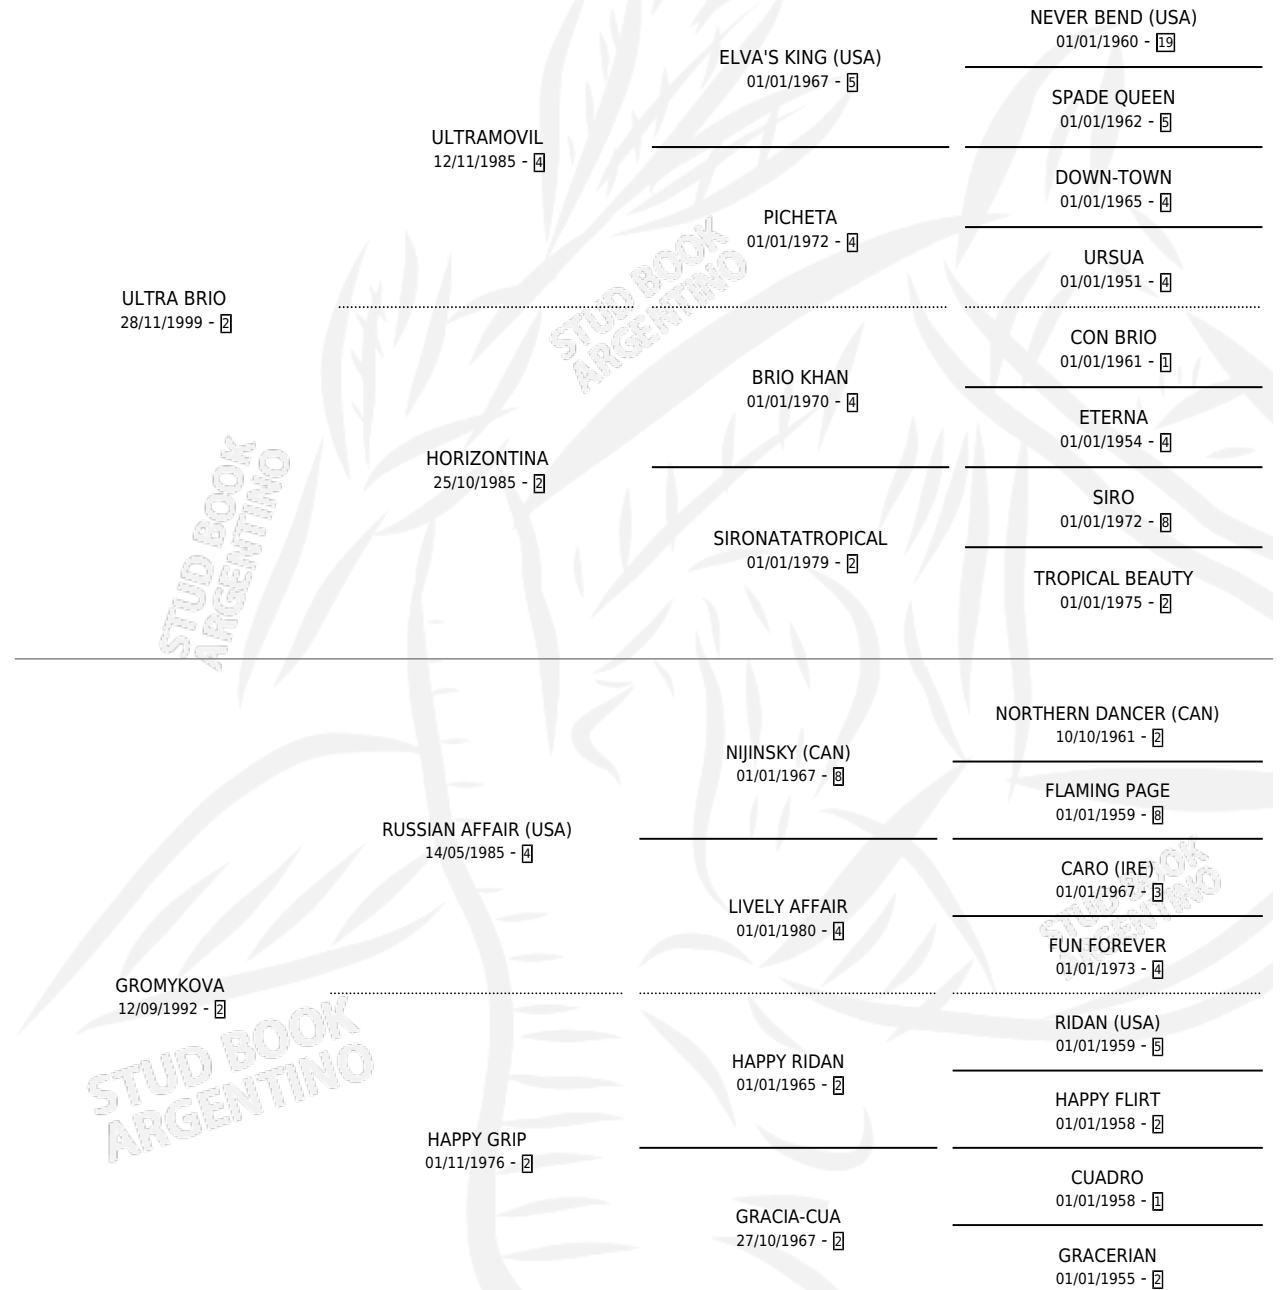 NEVER BEND (USA)
01/01/1960 - 19
ELVA'S KING (USA)
01/01/1967 - 5
SPADE QUEEN
01/01/1962 - 5
ULTRAMOVIL
12/11/1985 - 4
DOWN-TOWN
01/01/1965 - 4
PICHETA
01/01/1972 - 4
URSUA
01/01/1951 - 4
ULTRA BRIO
28/11/1999 - 2
CON BRIO
01/01/1961 - 1
BRIO KHAN
01/01/1970 - 4
ETERNA
01/01/1954 - 4
HORIZONTINA
25/10/1985 - 2
SIRO
01/01/1972 - 8
SIRONATATROPICAL
01/01/1979 - 2
TROPICAL BEAUTY
01/01/1975 - 2
STUD BOOK
ARGENTINO
STUD BOOK
ARGENTINO
NORTHERN DANCER (CAN)
10/10/1961 - 2
NIJINSKY (CAN)
01/01/1967 - 8
FLAMING PAGE
01/01/1959 - 8
RUSSIAN AFFAIR (USA)
14/05/1985 - 4
CARO (IRE)
01/01/1967 - 3
LIVELY AFFAIR
01/01/1980 - 4
FUN FOREVER
01/01/1973 - 4
GROMYKOVA
12/09/1992 - 2
RIDAN (USA)
01/01/1959 - 5
HAPPY RIDAN
01/01/1965 - 2
HAPPY FLIRT
01/01/1958 - 2
HAPPY GRIP
01/11/1976 - 2
CUADRO
01/01/1958 - 1
GRACIA-CUA
27/10/1967 - 2
GRACERIAN
01/01/1955 - 2
STUD BOOK
ARGENTINO
STUD BOOK
ARGENTINO